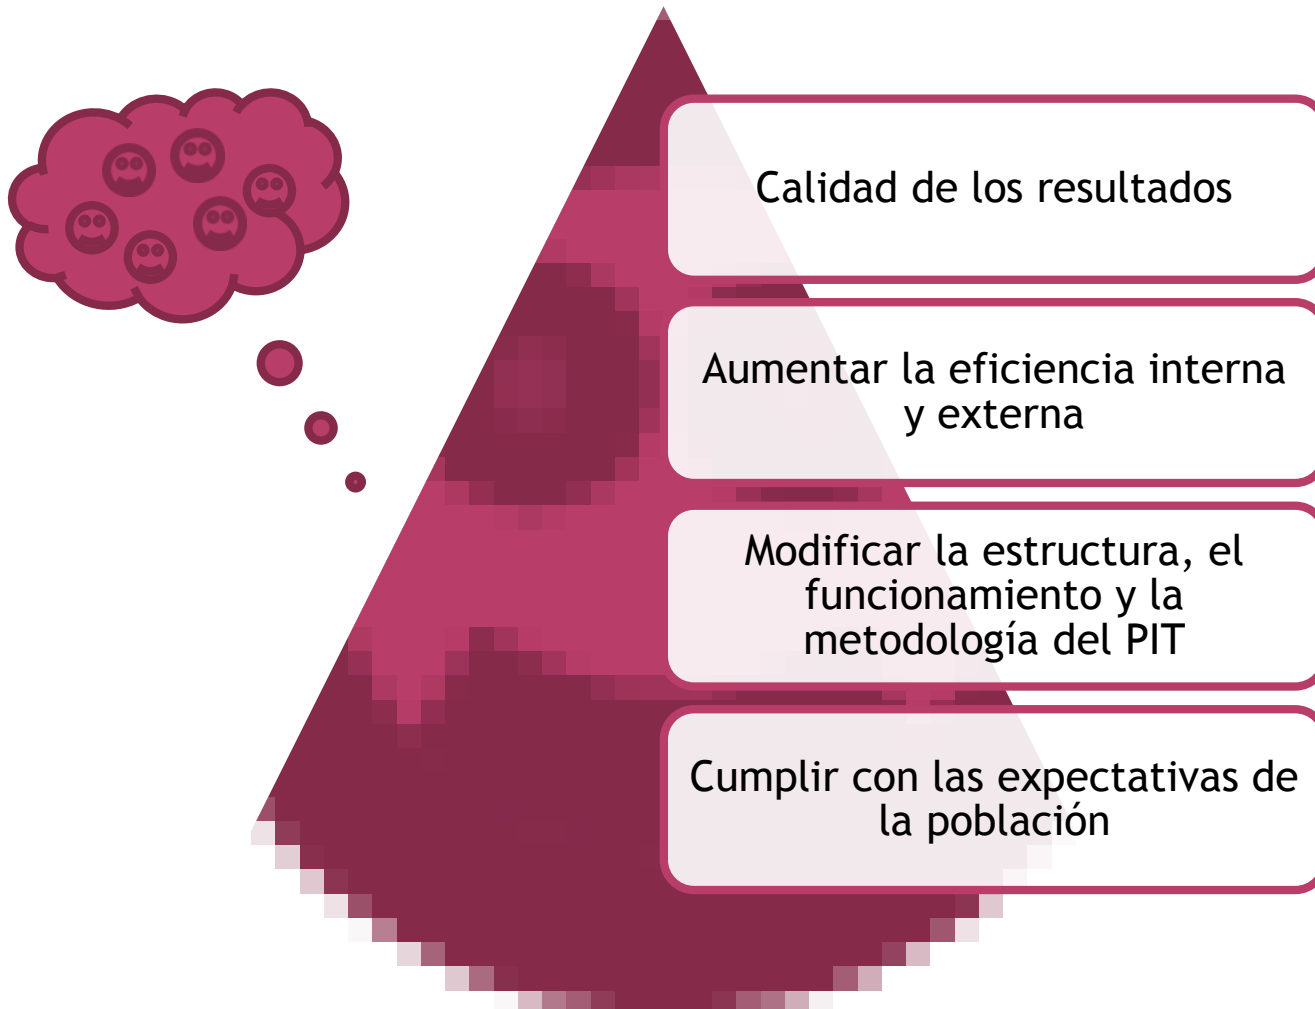 Calidad de los resultados
Aumentar la eficiencia interna
y externa
Modificar la estructura, el
funcionamiento y la
metodología del PIT
Cumplir con las expectativas de
la población